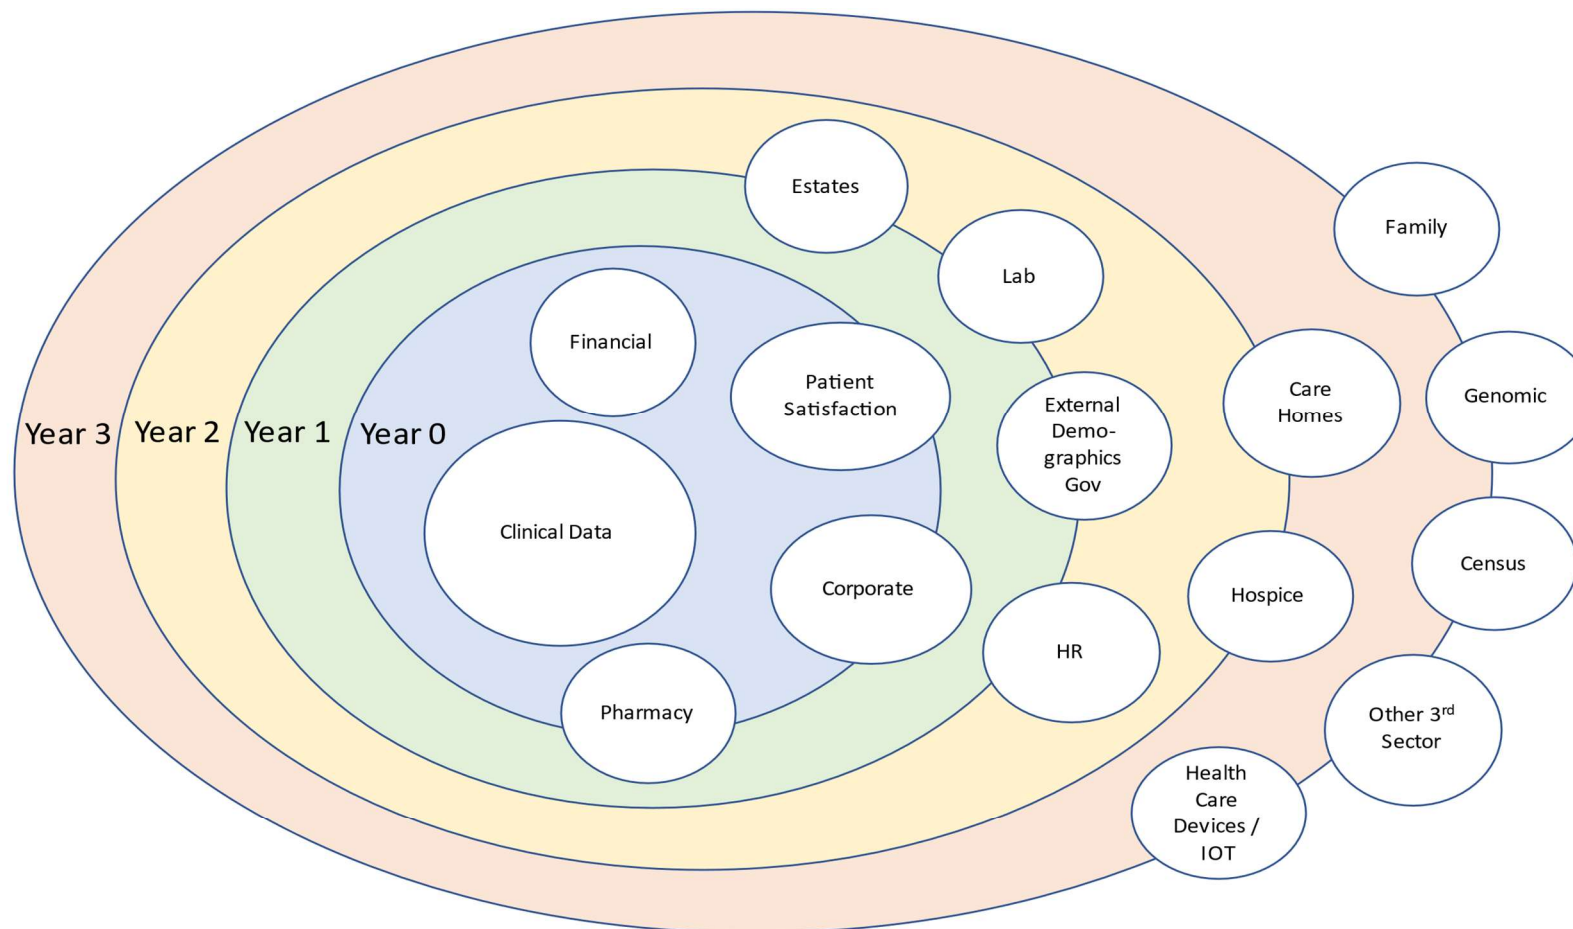 Estates
Family
Lab
Financial
Patient
Satisfaction
Care
Homes
Genomic
External
Demo-
graphics
Gov
Year 3
Year 2
Year 1
Year 0
Clinical Data
Corporate
Hospice
Census
HR
Pharmacy
Other 3rd
Sector
Health
Care
Devices /
IOT